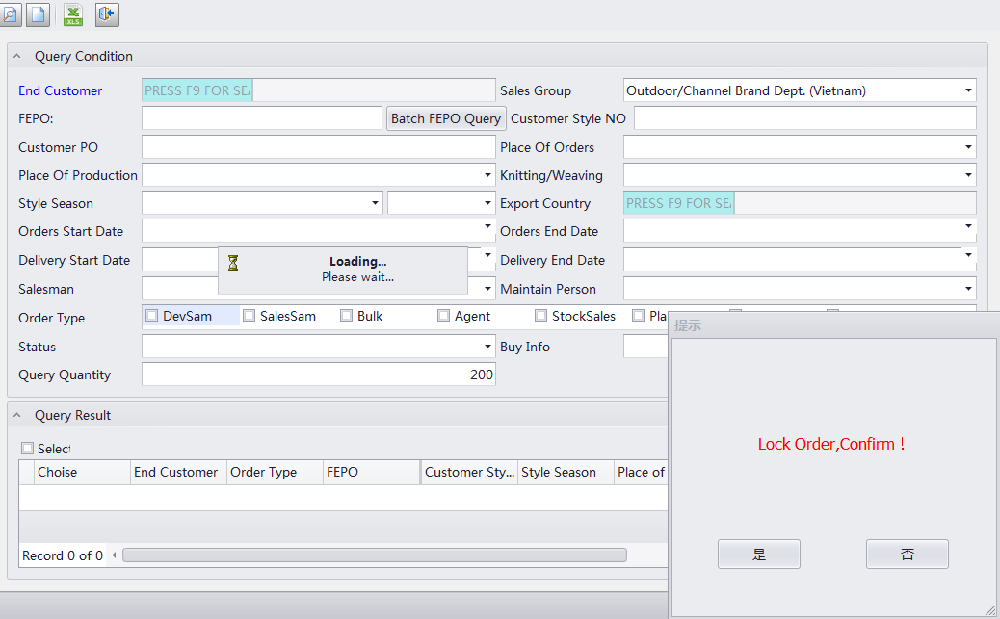 XLS
Query Condition
End Customer PRESS F9 FOR SEA Sales Group Outdoor/Channel Brand Dept. (Vietnam)
FEPO: Batch FEPO Query Customer Style NO
Customer PO Place Of Orders
Place Of Production Knitting/Weaving
Style Season Export Country PRESS F9 FOR SEA
Orders Start Date Orders End Date
Delivery Start Date Delivery End Date
Loading...
Please wait...
Salesman Maintain Person
Order Type DevSam SalesSam Bulk Agent StockSales Pla
提示
Status Buy Info
Query Quantity 200
Query Result
Lock Order,Confirm !
Select
Choise End Customer Order Type FEPO Customer Sty... Style Season Place of
Record 0 of 0
是 否